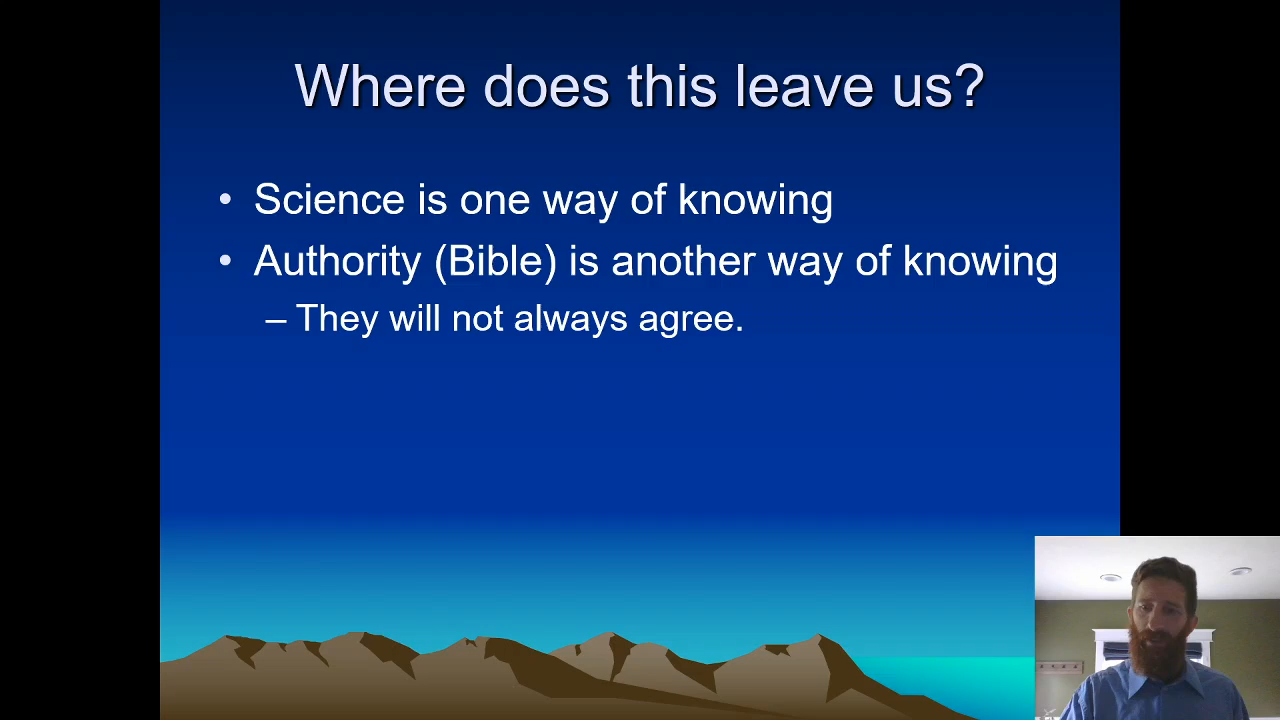 Where does this leave us?
• Science is one way of knowing
• Authority (Bible) is another way of knowing
– They will not always agree.